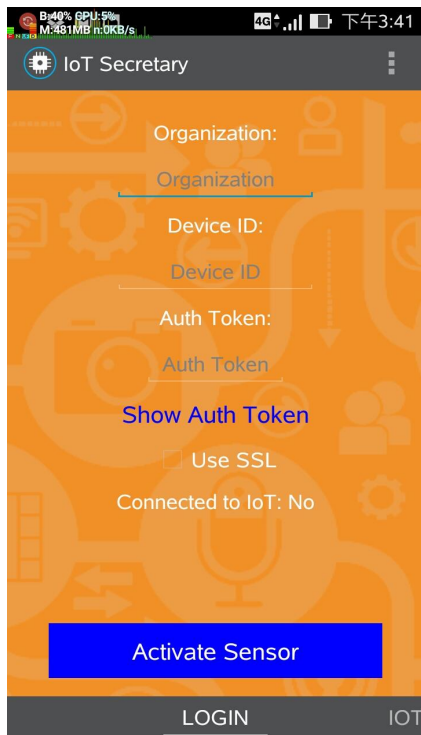 B:40% CPU:5%
M:481MB n:0KB/s
4G 下午3:41
IoT Secretary
Organization:
Organization
Device ID:
Device ID
Auth Token:
Auth Token
Show Auth Token
Use SSL
Connected to IoT: No
Activate Sensor
LOGIN
IOT